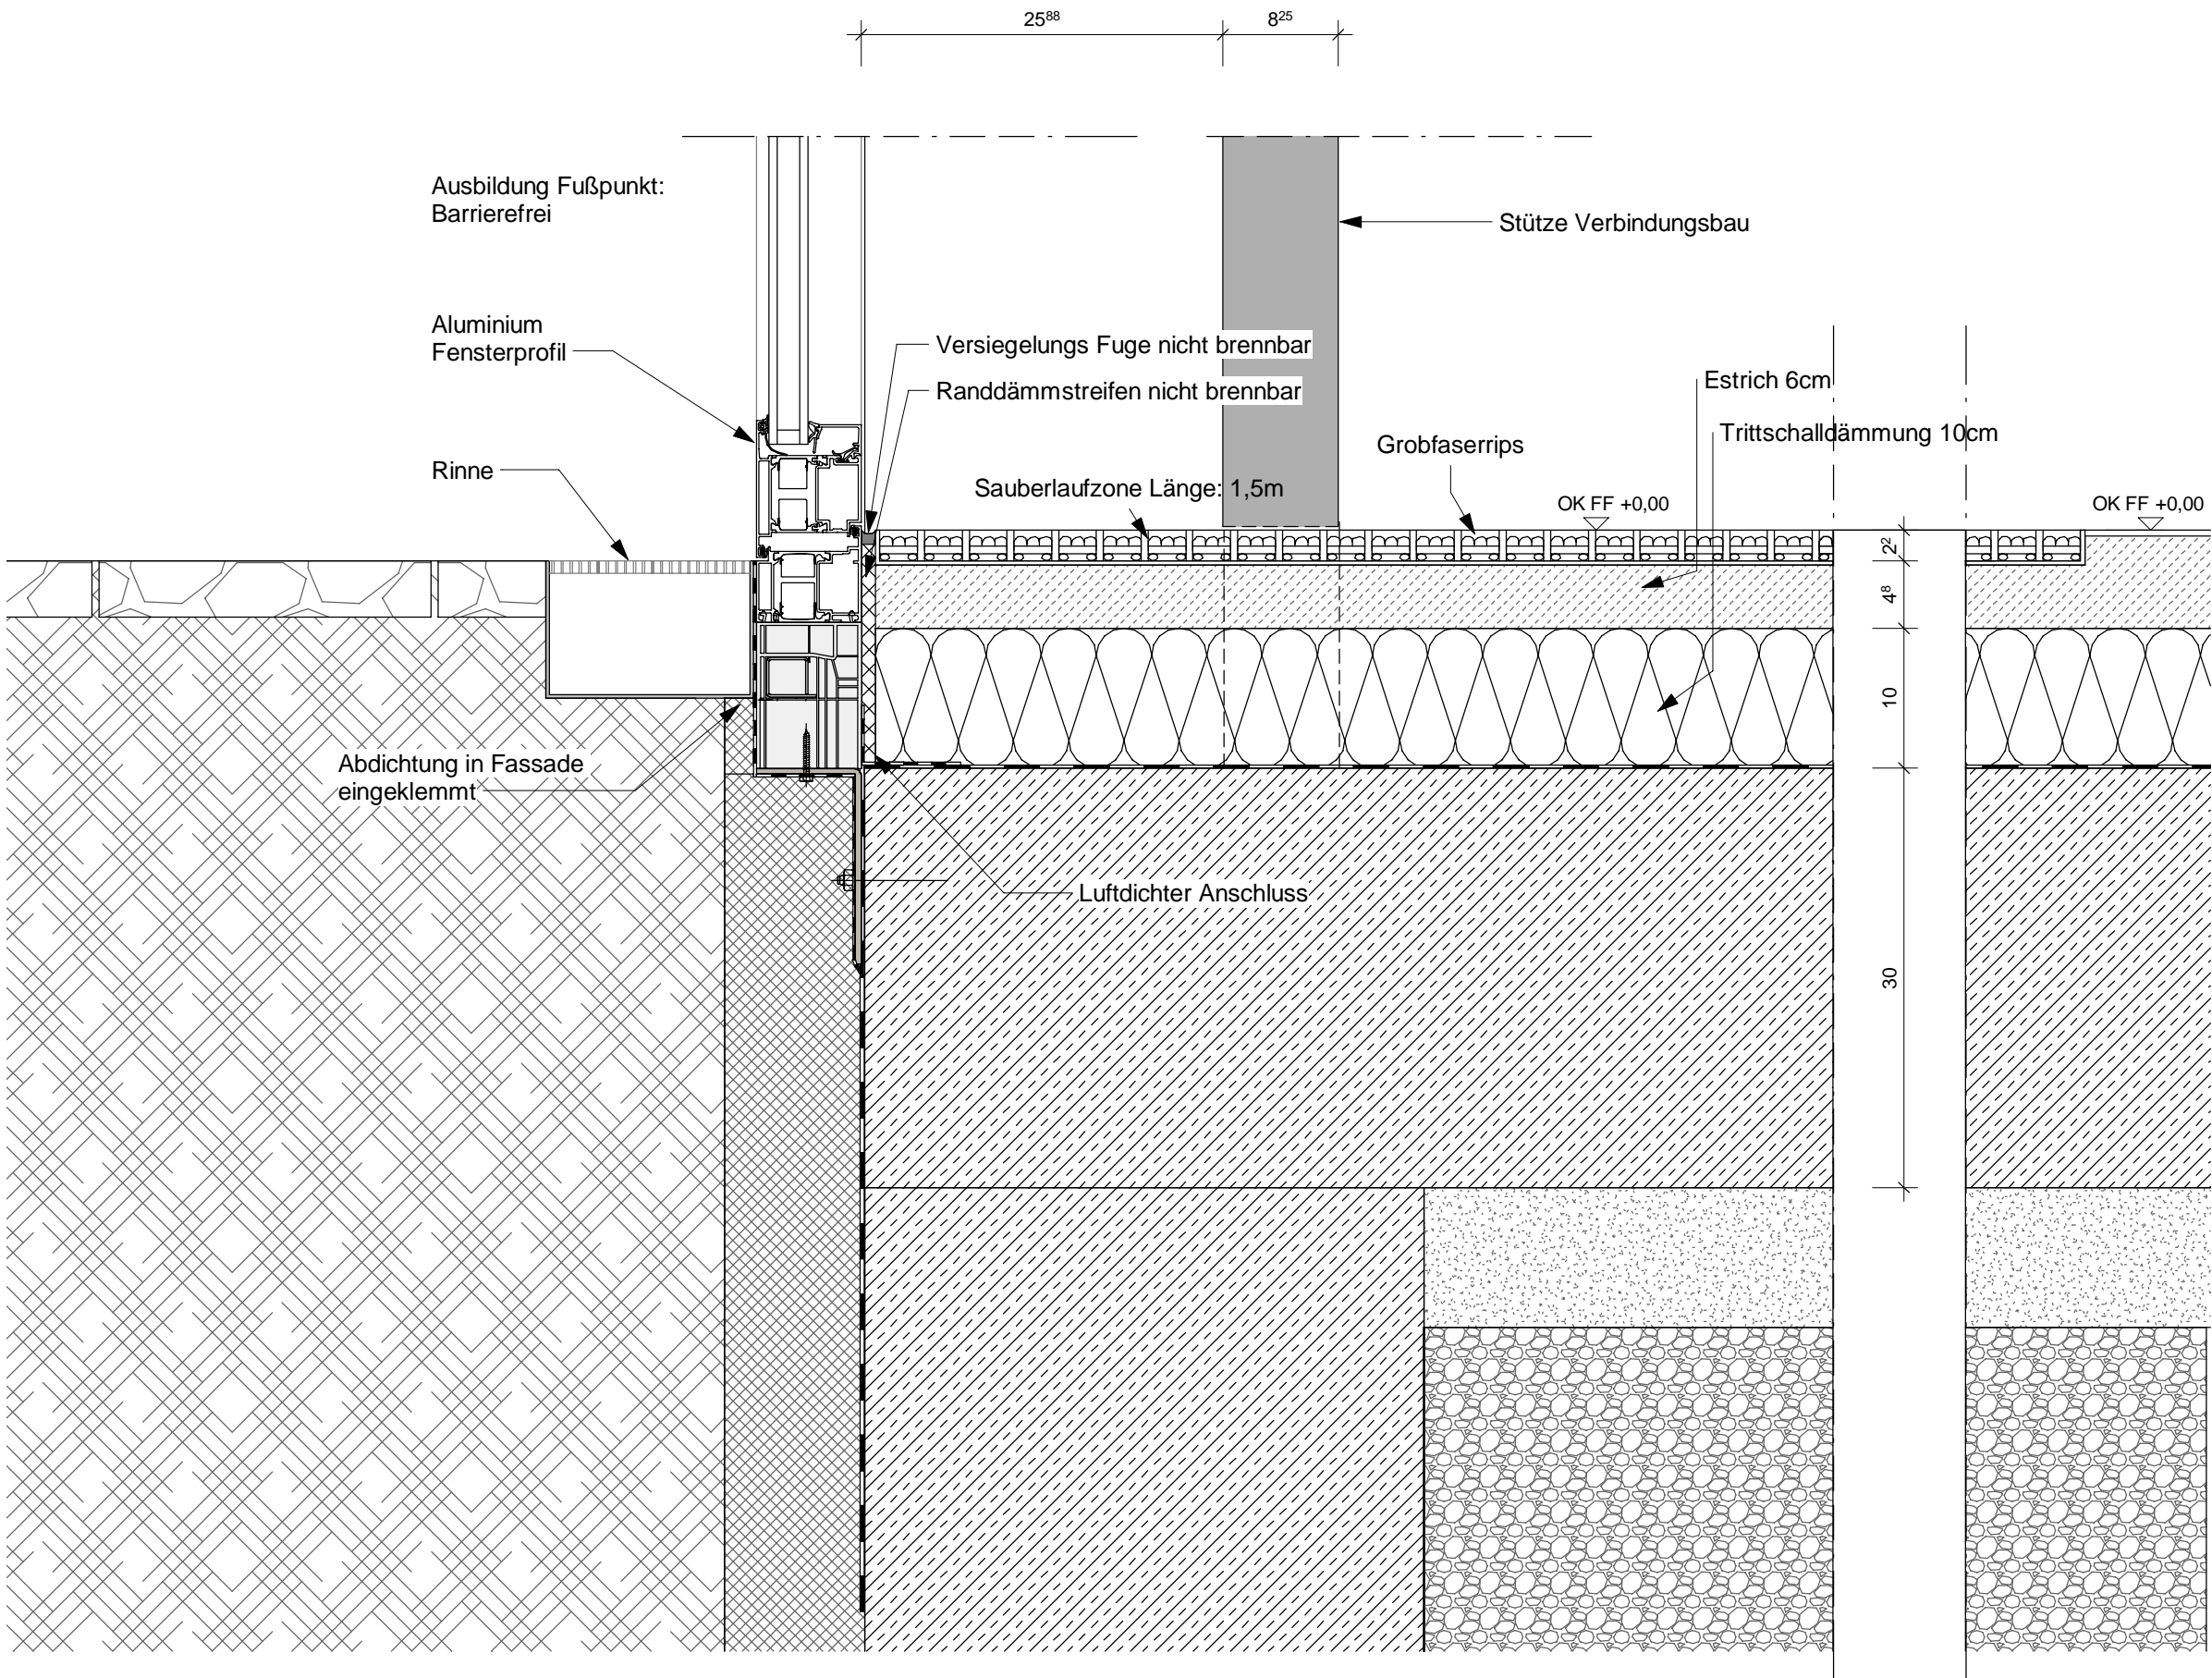 25⁸⁸
8²⁵
Ausbildung Fußpunkt:
Barrierefrei
Stütze Verbindungsbau
Aluminium
Fensterprofil
Versiegelungs Fuge nicht brennbar
Randdämmstreifen nicht brennbar
Estrich 6cm
Trittschalldämmung 10cm
Grobfaserrips
Rinne
Sauberlaufzone Länge: 1,5m
OK FF +0,00
OK FF +0,00
2²
4⁸
10
Abdichtung in Fassade
eingeklemmt
Luftdichter Anschluss
30